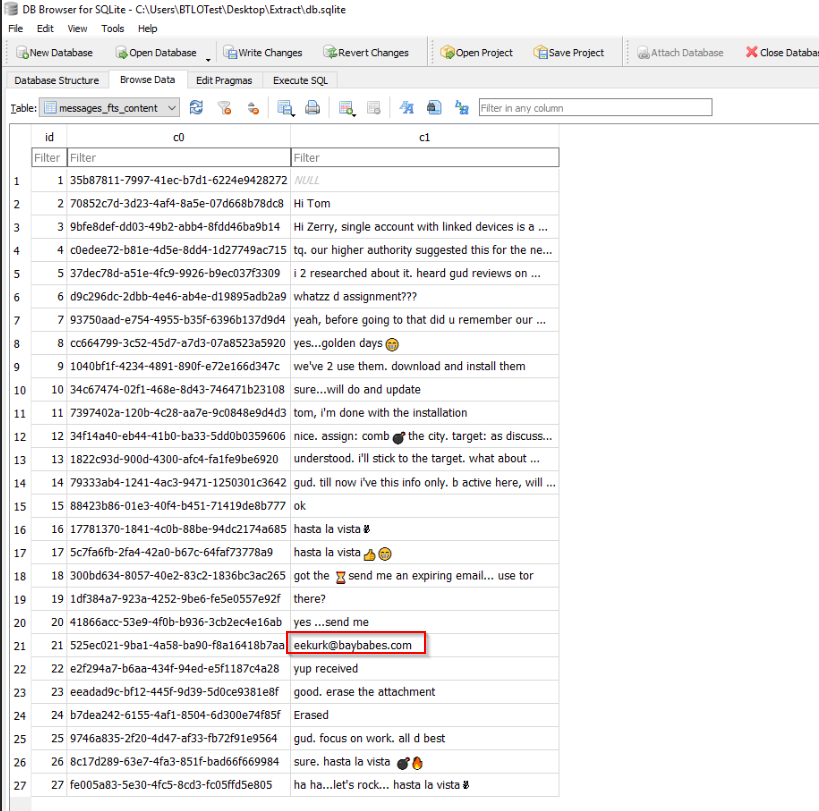 DB Browser for SQLite - C:\Users\BTLOTest\Desktop\Extract\db.sqlite
File Edit View Tools Help
New Database Open Database Write Changes Revert Changes Open Project Save Project Attach Database Close Databa
Database Structure Browse Data Edit Pragmas Execute SQL
Table: messages_fts_content Filter in any column
id c0 c1
Filter Filter Filter
1 1 35b87811-7997-41ec-b7d1-6224e9428272 NULL
2 2 70852c7d-3d23-4af4-8a5e-07d668b78dc8 Hi Tom
3 3 9bfe8def-dd03-49b2-abb4-8fdd46ba9b14 Hi Zerry, single account with linked devices is a ...
4 4 c0edee72-b81e-4d5e-8dd4-1d27749ac715 tq. our higher authority suggested this for the ne...
5 5 37dec78d-a51e-4fc9-9926-b9ec037f3309 i 2 researched about it. heard gud reviews on ...
6 6 d9c296dc-2dbb-4e46-ab4e-d19895adb2a9 whatzz d assignment???
7 7 93750aad-e754-4955-b35f-6396b137d9d4 yeah, before going to that did u remember our ...
8 8 cc664799-3c52-45d7-a7d3-07a8523a5920 yes...golden days 😁
9 9 1040bf1f-4234-4891-890f-e72e166d347c we've 2 use them. download and install them
10 10 34c67474-02f1-468e-8d43-746471b23108 sure...will do and update
11 11 7397402a-120b-4c28-aa7e-9c0848e9d4d3 tom, i'm done with the installation
12 12 34f14a40-eb44-41b0-ba33-5dd0b0359606 nice. assign: comb 💣 the city. target: as discuss...
13 13 1822c93d-900d-4300-afc4-fa1fe9be6920 understood. i'll stick to the target. what about ...
14 14 79333ab4-1241-4ac3-9471-1250301c3642 gud. till now i've this info only. b active here, will ...
15 15 88423b86-01e3-40f4-b451-71419de8b777 ok
16 16 17781370-1841-4c0b-88be-94dc2174a685 hasta la vista✌
17 17 5c7fa6fb-2fa4-42a0-b67c-64faf73778a9 hasta la vista 👍😁
18 18 300bd634-8057-40e2-83c2-1836bc3ac265 got the ⏳ send me an expiring email... use tor
19 19 1df384a7-923a-4252-9be6-fe5e0557e92f there?
20 20 41866acc-53e9-4f0b-b936-3cb2ec4e16ab yes ...send me
21 21 525ec021-9ba1-4a58-ba90-f8a16418b7aa eekurk@baybabes.com
22 22 e2f294a7-b6aa-434f-94ed-e5f1187c4a28 yup received
23 23 eeadad9c-bf12-445f-9d39-5d0ce9381e8f good. erase the attachment
24 24 b7dea242-6155-4af1-8504-6d300e74f85f Erased
25 25 9746a835-2f20-4d47-af33-fb72f91e9564 gud. focus on work. all d best
26 26 8c17d289-63e7-4fa3-851f-bad66f669984 sure. hasta la vista 💣🔥
27 27 fe005a83-5e30-4fc5-8cd3-fc05ffd5e805 ha ha...let's rock... hasta la vista✌